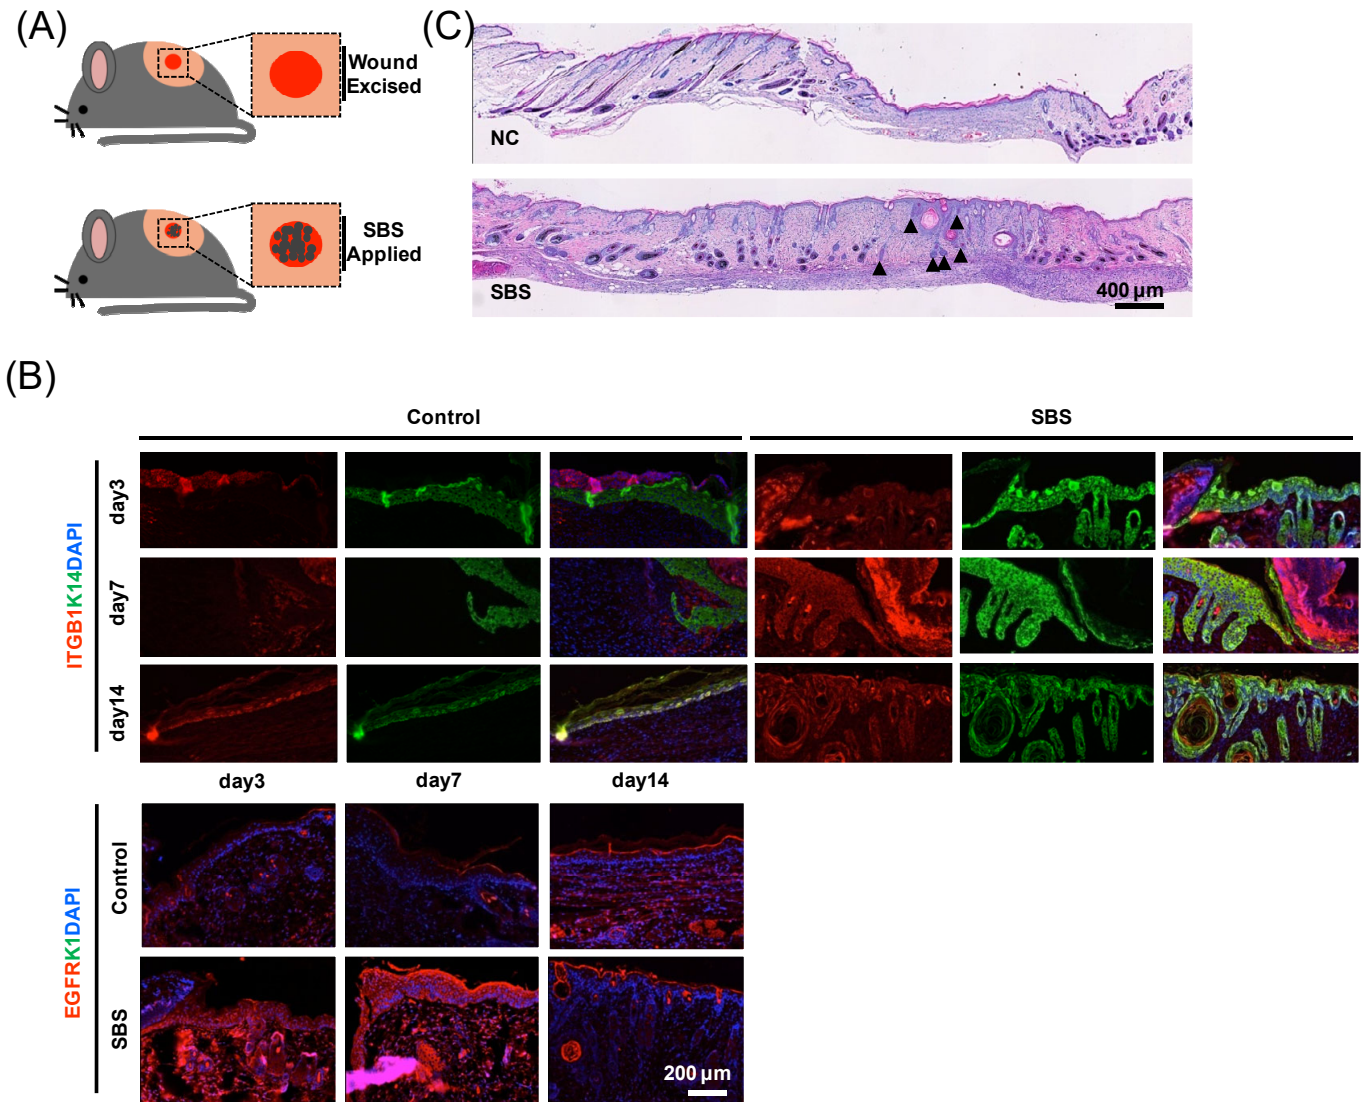 (A)
Wound
Excised
SBS
Applied
(C)
NC
SBS
400 μm
(B)
Control
SBS
ITGB1K14DAPI
day3
day7
day14
day3
day7
day14
EGFRK1DAPI
Control
SBS
200 μm